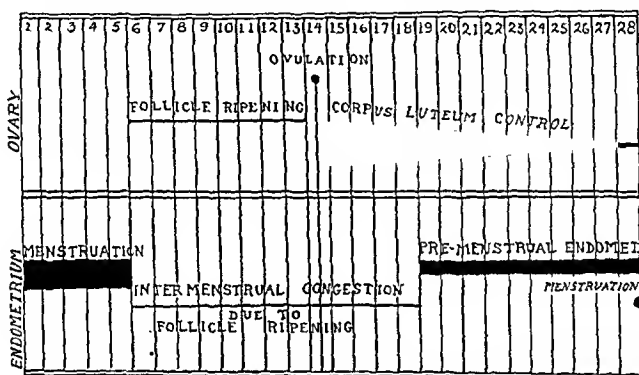 1 2 3 4 5 6 7 8 9 10 11 12 13 14 15 16 17 18 19 20 21 22 23 24 25 26 27 28
OVULATION
FOLLICLE RIPENING
CORPUS LUTEUM CONTROL
OVARY
MENSTRUATION
PRE-MENSTRUAL ENDOMED
INTERMENSTRUAL CONGESTION
MENSTRUATION
DUE TO
FOLLICLE RIPENING
ENDOMETRIUM